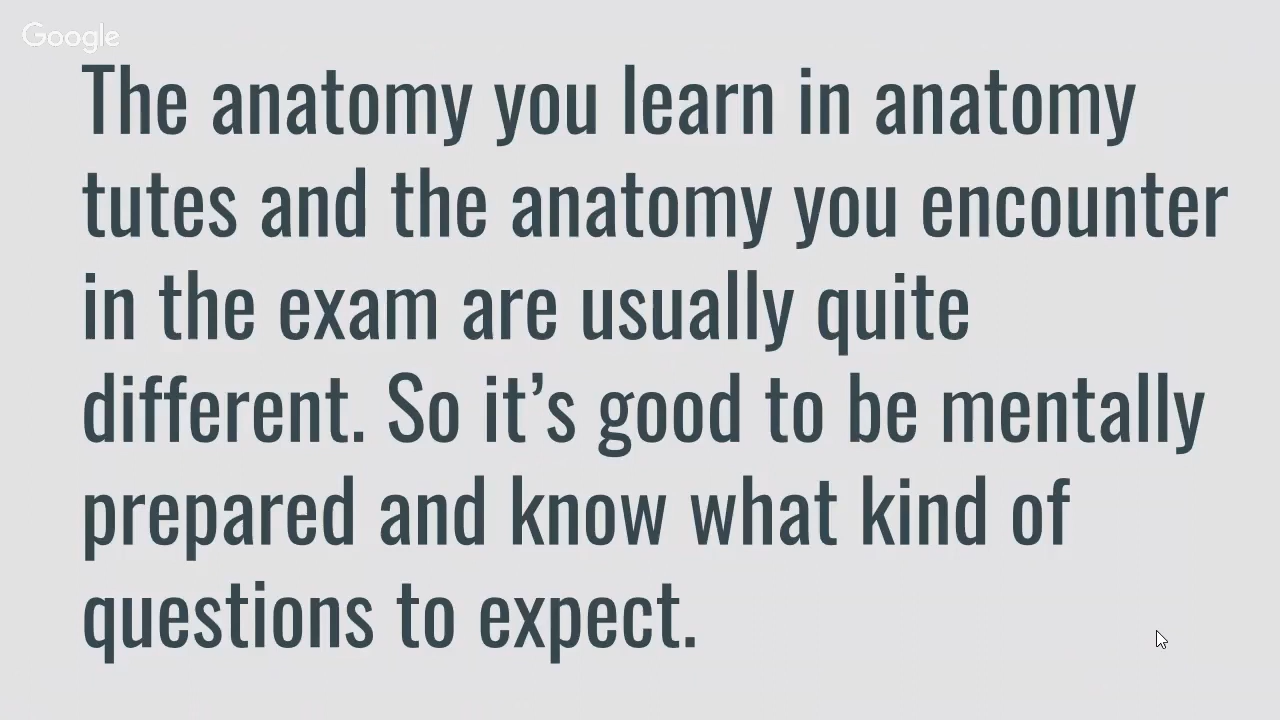 Google
The anatomy you learn in anatomy
tutes and the anatomy you encounter
in the exam are usually quite
different. So it’s good to be mentally
prepared and know what kind of
questions to expect.